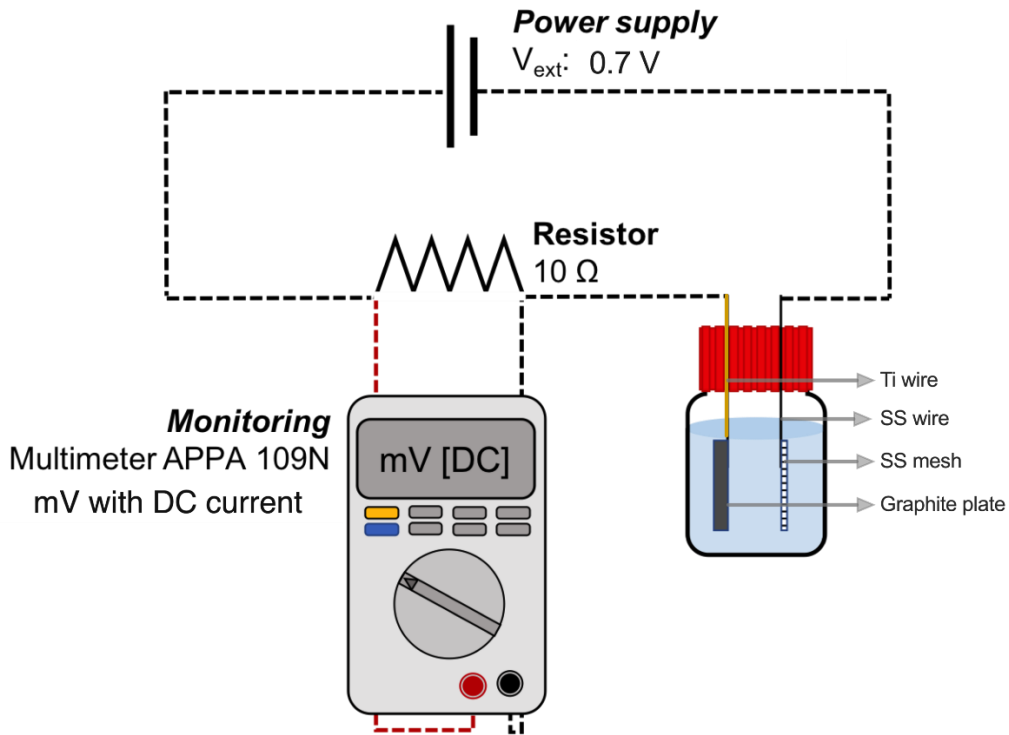 Power supply
Vext: 0.7 V
Resistor
10 Ω
Monitoring
Multimeter APPA 109N
mV with DC current
mV [DC]
Ti wire
SS wire
SS mesh
Graphite plate